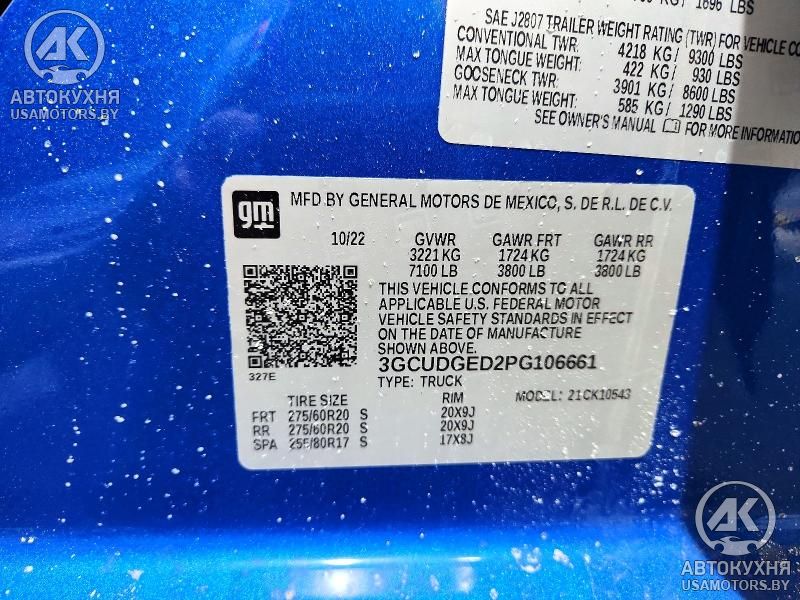 1896 LBS
SAE J2807 TRAILER WEIGHT RATING (TWR) FOR VEHICLE
CONVENTIONAL TWR: 4218 KG/ 9300 LBS
MAX TONGUE WEIGHT: 422 KG/ 930 LBS
GOOSENECK TWR: 3901 KG/ 8600 LBS
MAX TONGUE WEIGHT: 585 KG/ 1290 LBS
SEE OWNER'S MANUAL FOR MORE INFORMATIO
AK
АВТОКУХНЯ
USAMOTORS.BY
gm MFD BY GENERAL MOTORS DE MEXICO, S. DE R.L. DE C.V.
10/22 GVWR GAWR FRT GAWR RR
3221 KG 1724 KG 1724 KG
7100 LB 3800 LB 3800 LB
THIS VEHICLE CONFORMS TO ALL
APPLICABLE U.S. FEDERAL MOTOR
VEHICLE SAFETY STANDARDS IN EFFECT
ON THE DATE OF MANUFACTURE
SHOWN ABOVE.
3GCUDGED2PG106661
327E
TYPE: TRUCK MODEL: 21CK10543
TIRE SIZE RIM
FRT 275/60R20 S 20X9J
RR 275/60R20 S 20X9J
SPA 255/80R17 S 17X8J
AK
АВТОКУХНЯ
USAMOTORS.BY